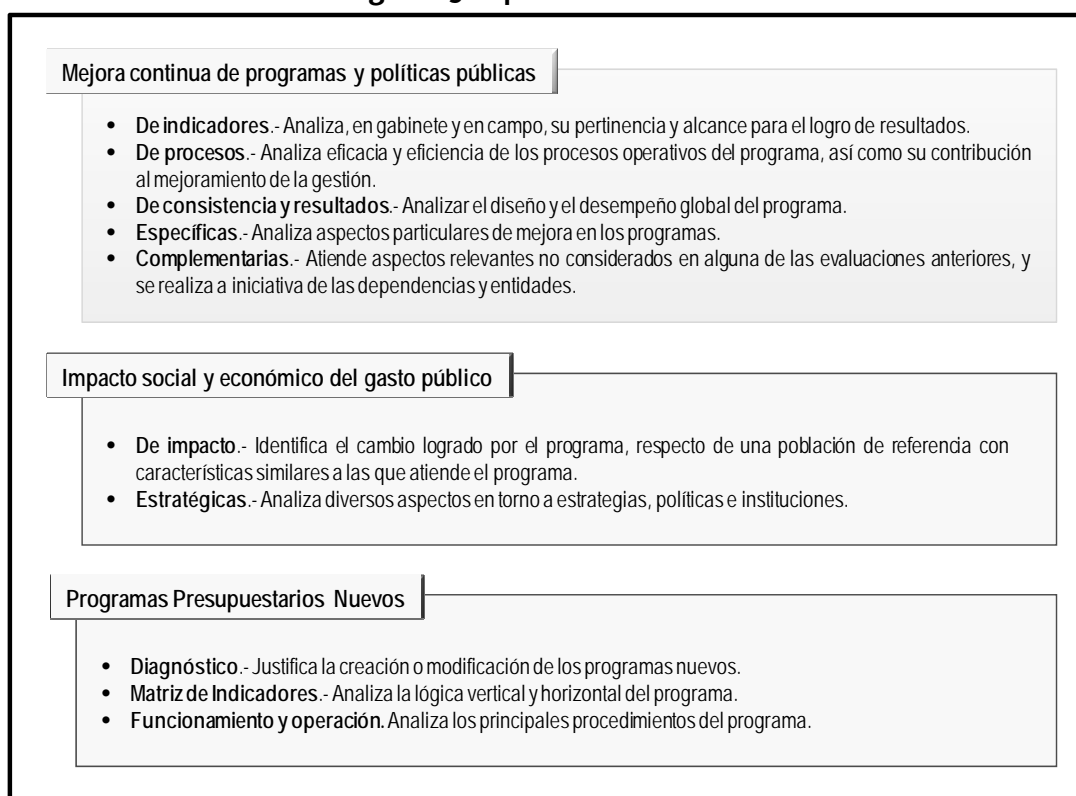 Mejora continua de programas y políticas públicas
• De indicadores.- Analiza, en gabinete y en campo, su pertinencia y alcance para el logro de resultados.
• De procesos.- Analiza eficacia y eficiencia de los procesos operativos del programa, así como su contribución
al mejoramiento de la gestión.
• De consistencia y resultados.- Analizar el diseño y el desempeño global del programa.
• Específicas.- Analiza aspectos particulares de mejora en los programas.
• Complementarias.- Atiende aspectos relevantes no considerados en alguna de las evaluaciones anteriores, y
se realiza a iniciativa de las dependencias y entidades.
Impacto social y económico del gasto público
• De impacto.- Identifica el cambio logrado por el programa, respecto de una población de referencia con
características similares a las que atiende el programa.
• Estratégicas.- Analiza diversos aspectos en torno a estrategias, políticas e instituciones.
Programas Presupuestarios Nuevos
• Diagnóstico.- Justifica la creación o modificación de los programas nuevos.
• Matriz de Indicadores.- Analiza la lógica vertical y horizontal del programa.
• Funcionamiento y operación. Analiza los principales procedimientos del programa.